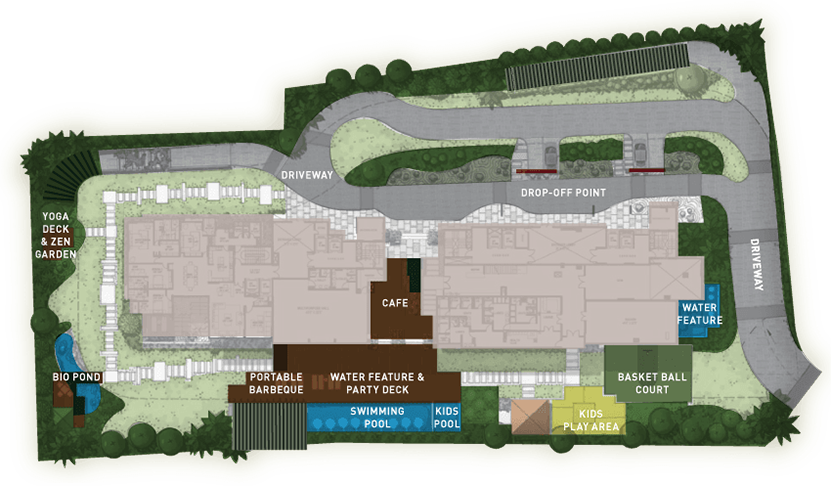 DRIVEWAY
DROP-OFF POINT
YOGA
DECK
& ZEN
GARDEN
DRIVEWAY
CAFE
WATER
FEATURE
BIO POND
PORTABLE
BARBEQUE
WATER FEATURE &
PARTY DECK
BASKET BALL
COURT
SWIMMING
POOL
KIDS
POOL
KIDS
PLAY AREA